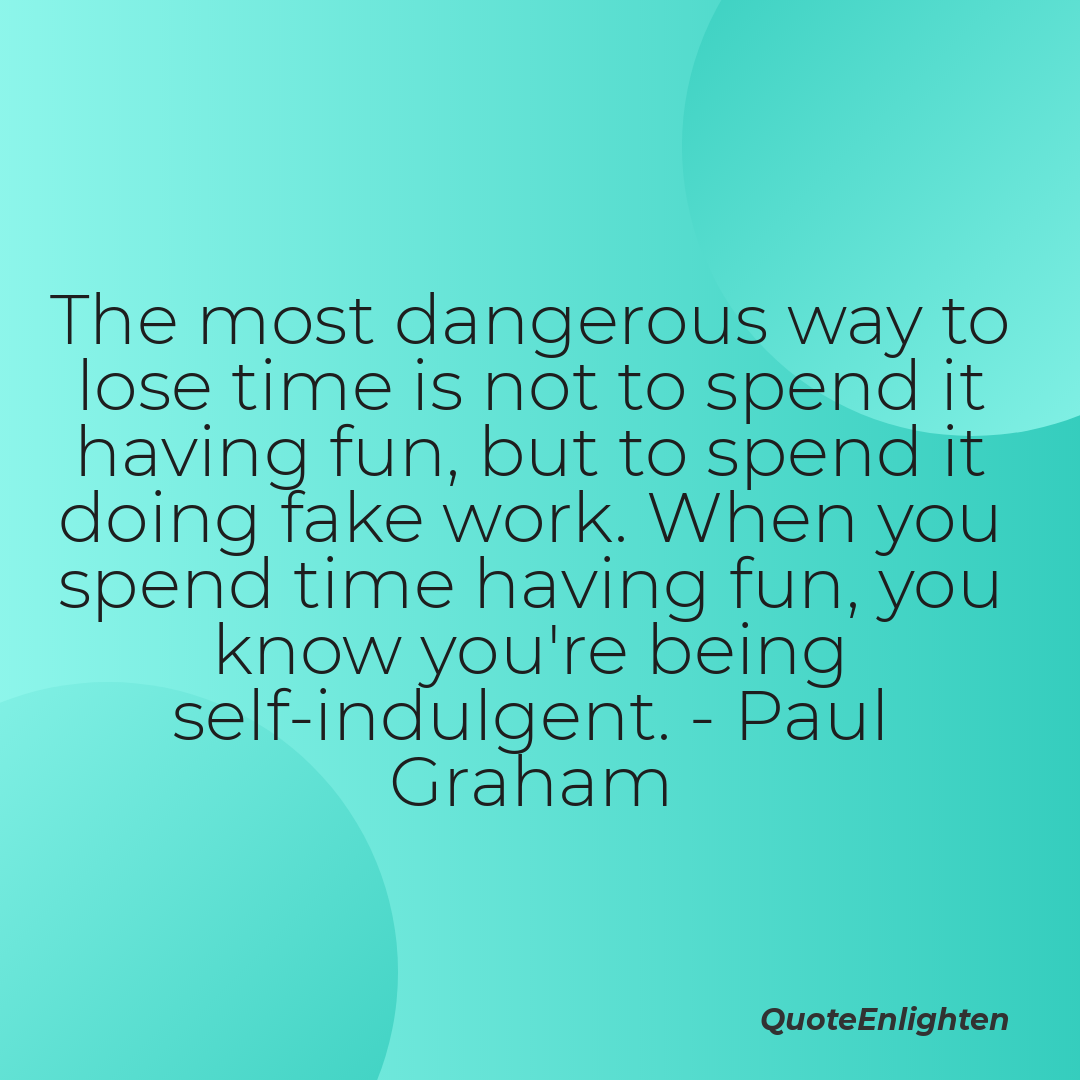 The most dangerous way to
lose time is not to spend it
having fun, but to spend it
doing fake work. When you
spend time having fun, you
know you're being
self-indulgent. - Paul
Graham
QuoteEnlighten